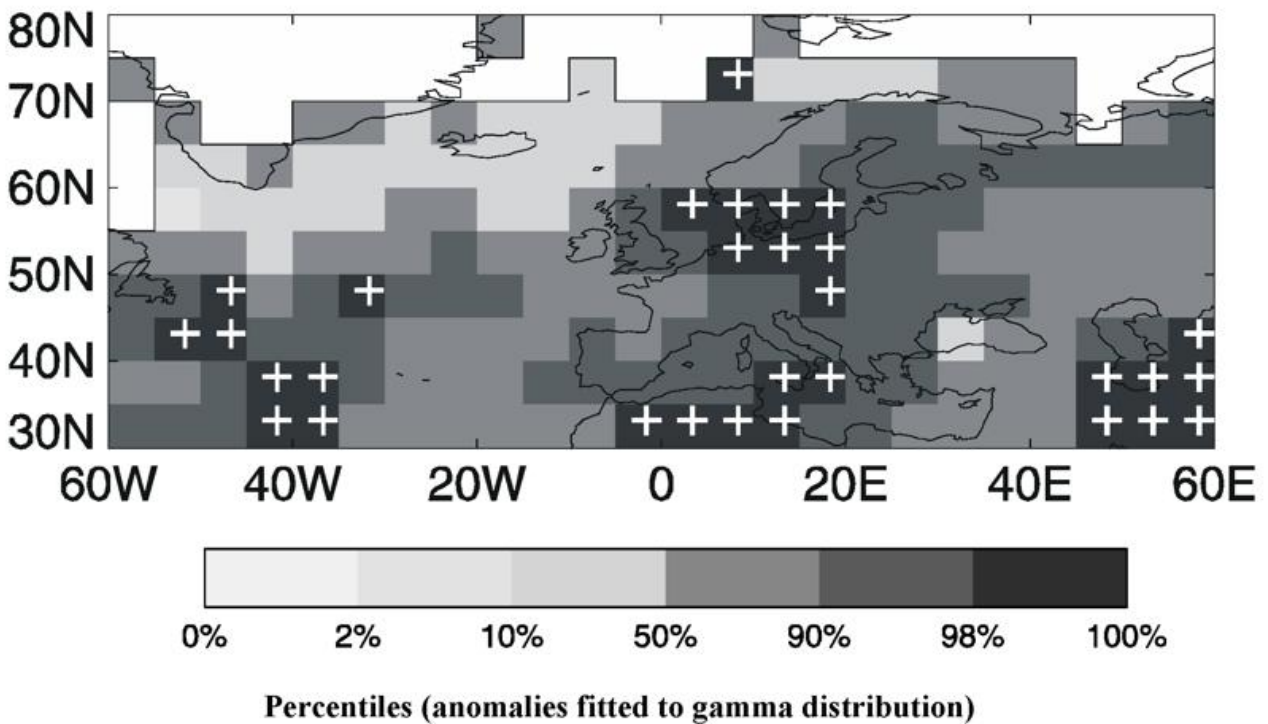 80N
70N
60N
50N
40N
30N
60W 40W 20W 0 20E 40E 60E
0% 2% 10% 50% 90% 98% 100%
Percentiles (anomalies fitted to gamma distribution)